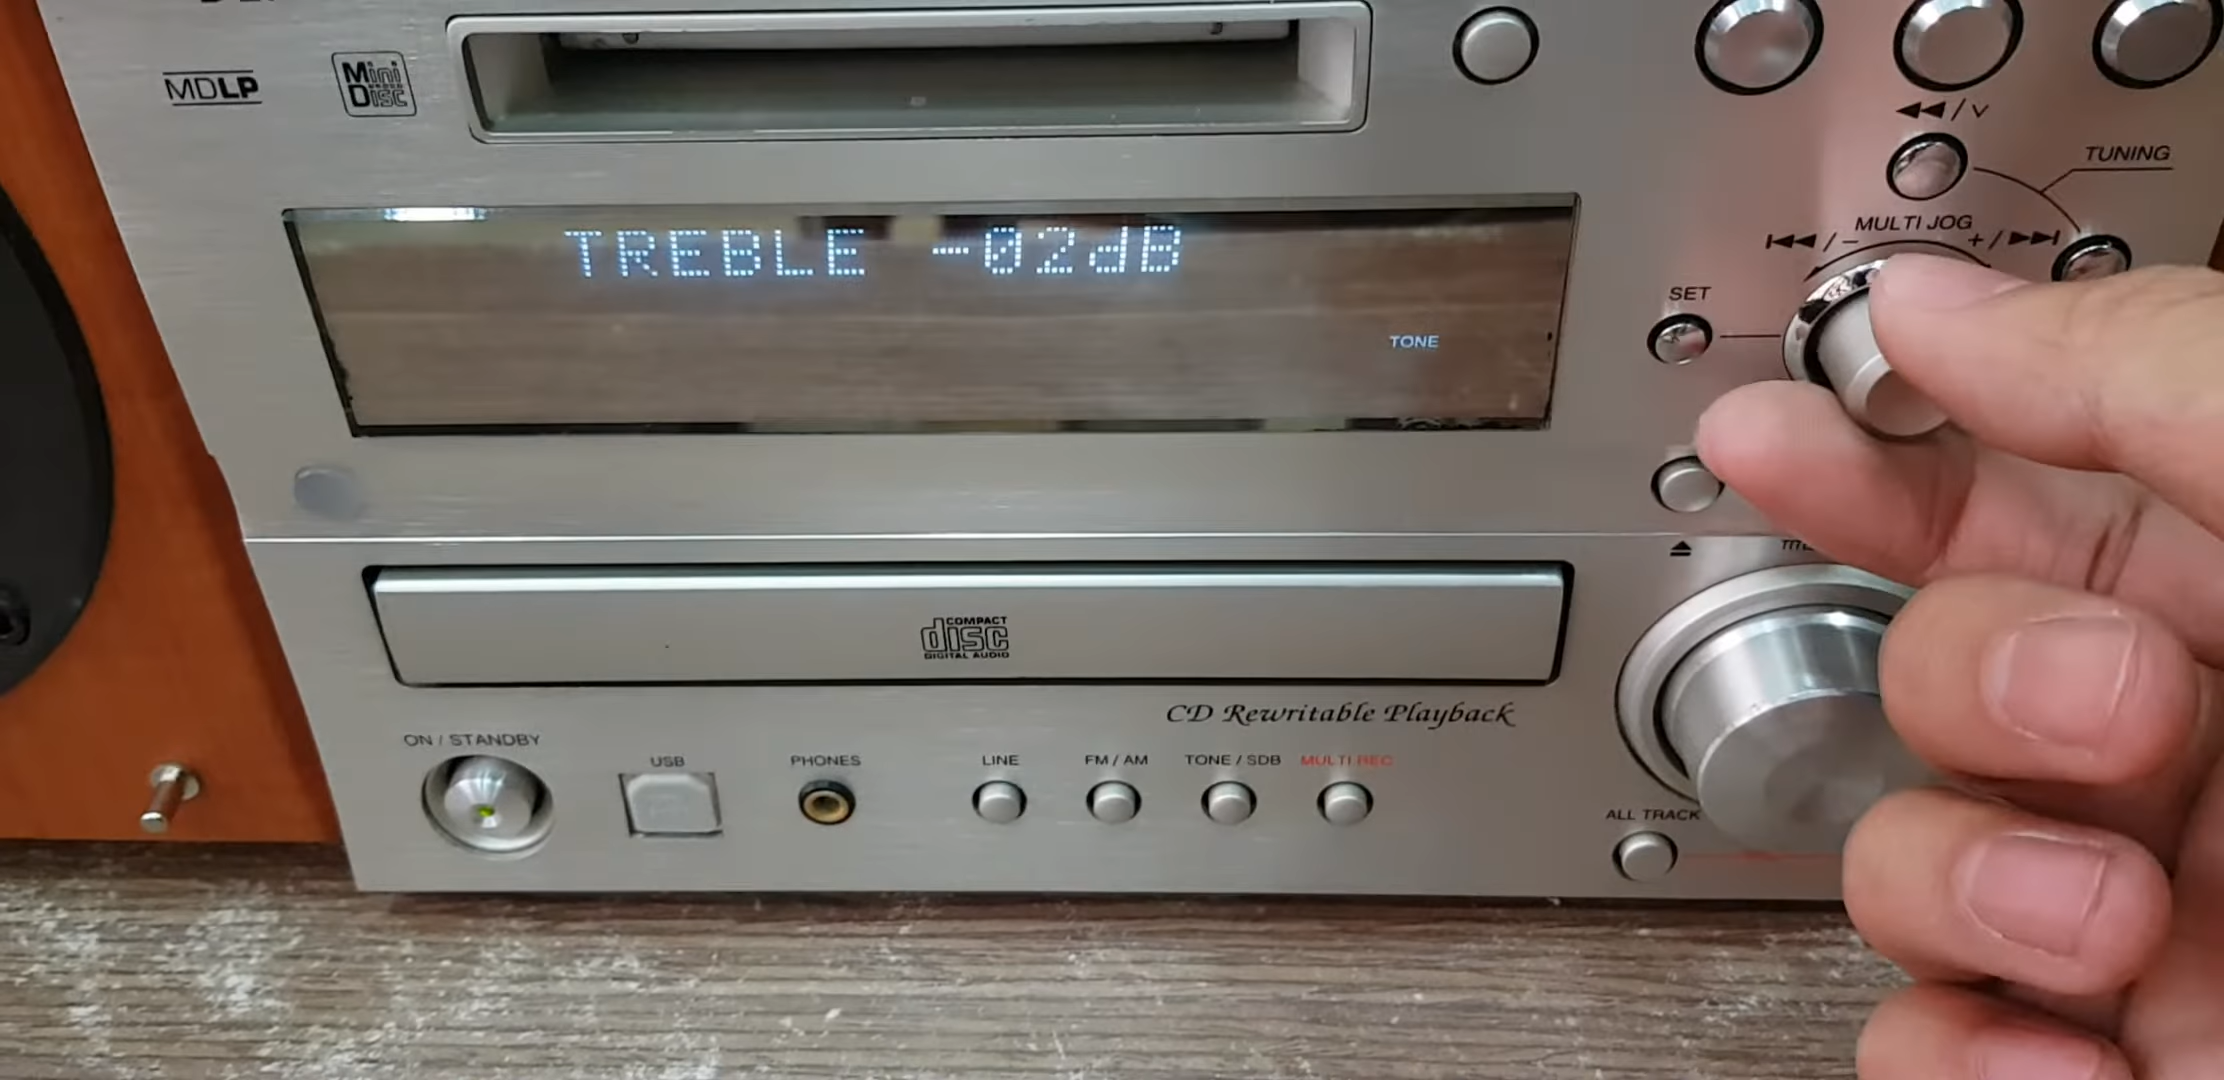 MDLP
Mini Disc
◀◀ / ∨
TUNING
MULTI JOG
|◀◀ / –
+ / ▶▶|
TREBLE -02dB
SET
TONE
COMPACT
disc
DIGITAL AUDIO
CD Rewritable Playback
ON / STANDBY
USB
PHONES
LINE
FM / AM
TONE / SDB
MULTI REC
ALL TRACK